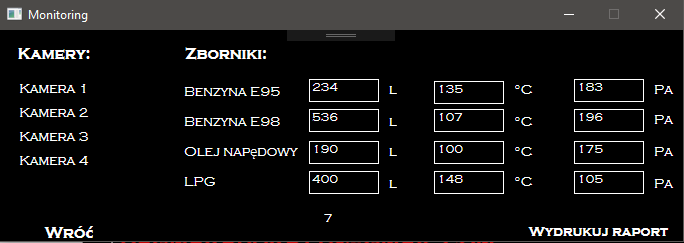 Monitoring
Kamery:
Zborniki:
Kamera 1
Kamera 2
Kamera 3
Kamera 4
Benzyna E95 234 L 135 °C 183 Pa
Benzyna E98 536 L 107 °C 196 Pa
Olej napędowy 190 L 100 °C 175 Pa
LPG 400 L 148 °C 105 Pa
7
Wróć
Wydrukuj raport